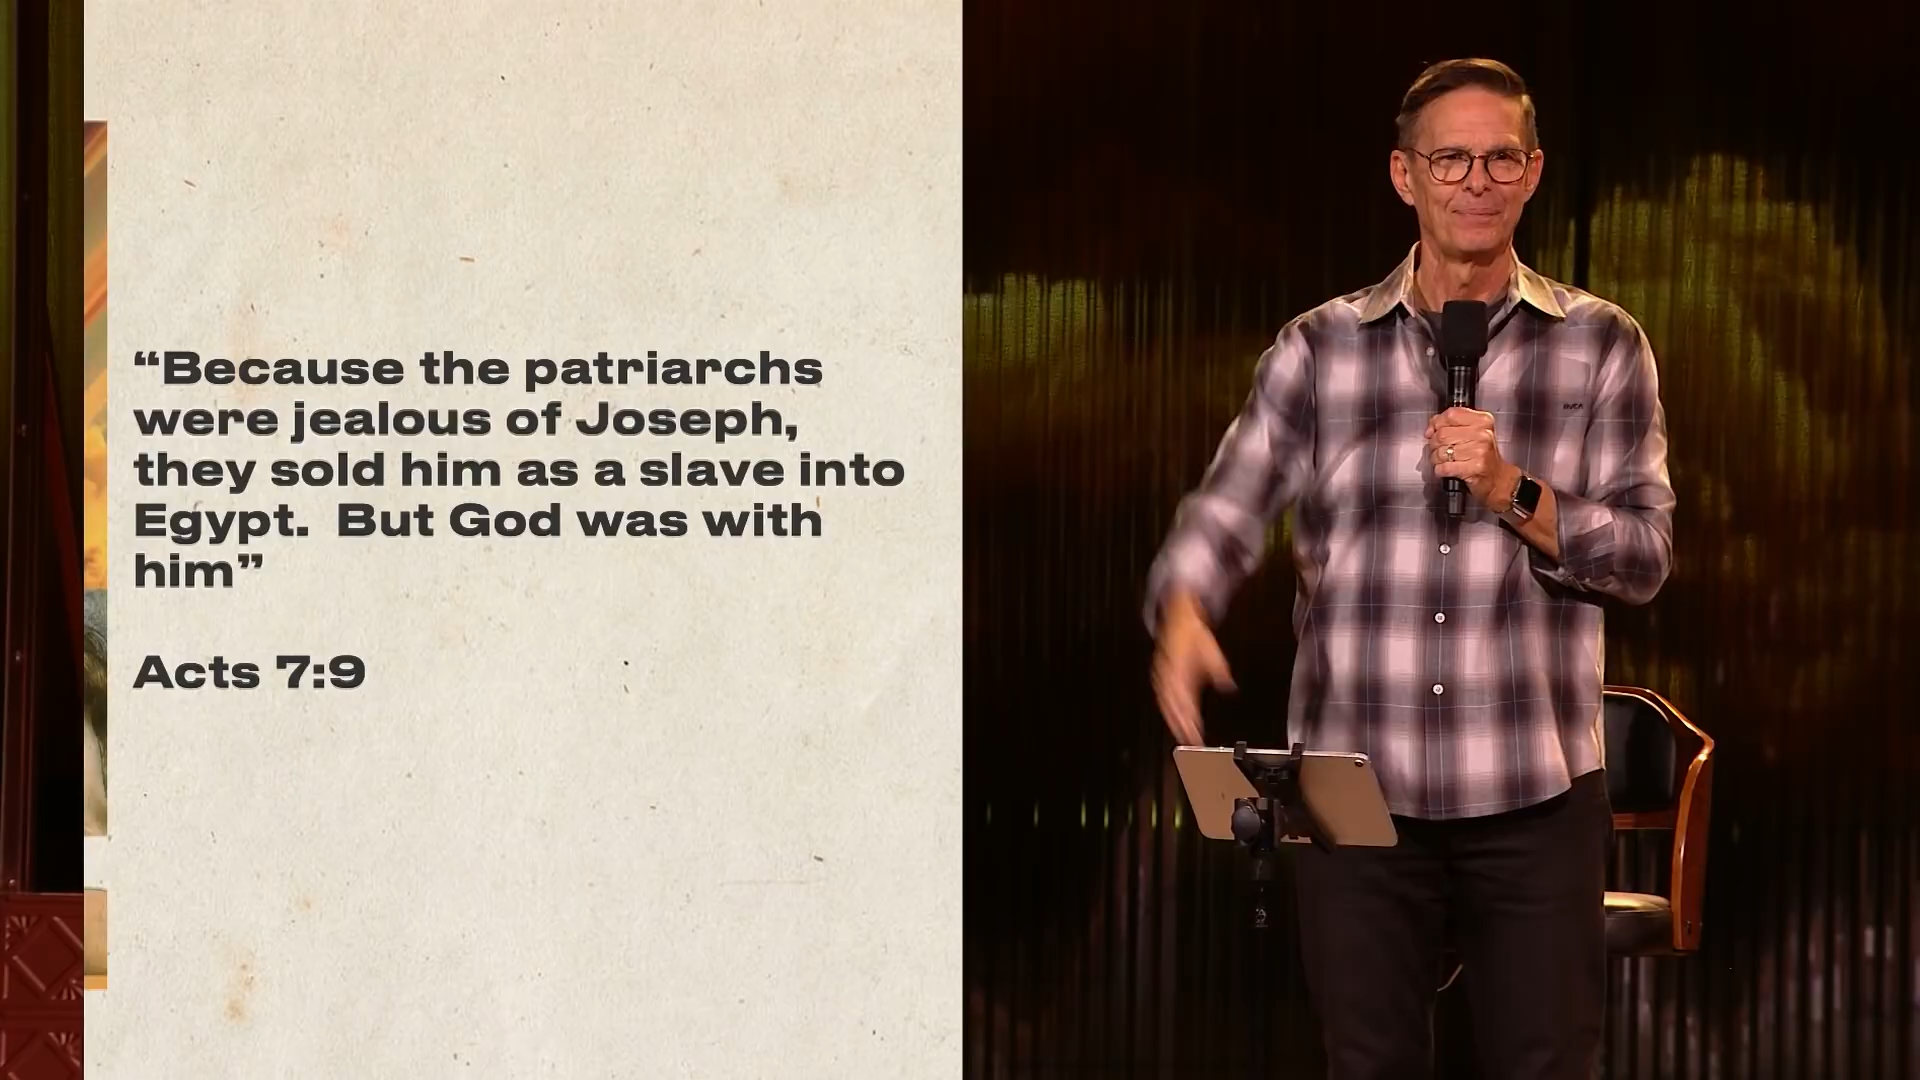 “Because the patriarchs
were jealous of Joseph,
they sold him as a slave into
Egypt.  But God was with
him”
Acts 7:9